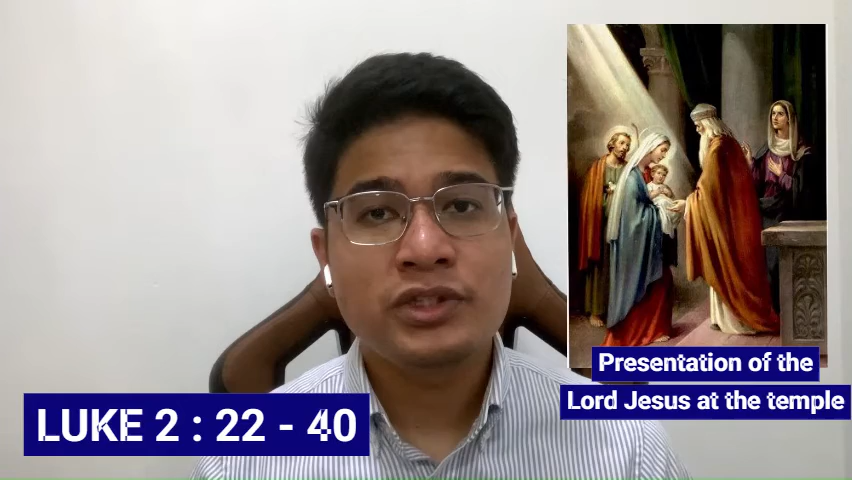 Presentation of the
Lord Jesus at the temple
LUKE 2 : 22 - 40